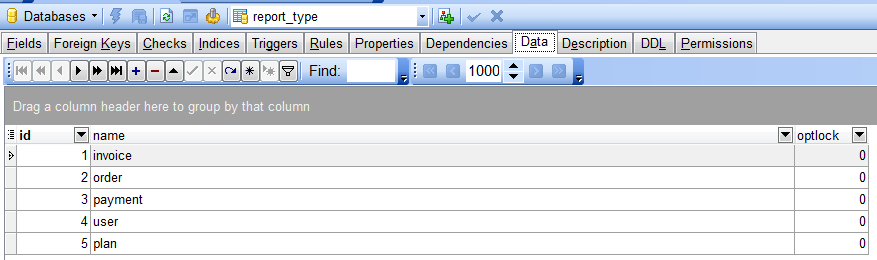 Databases report_type
Fields Foreign Keys Checks Indices Triggers Rules Properties Dependencies Data Description DDL Permissions
Find: 1000
Drag a column header here to group by that column
id name optlock
1 invoice 0
2 order 0
3 payment 0
4 user 0
5 plan 0